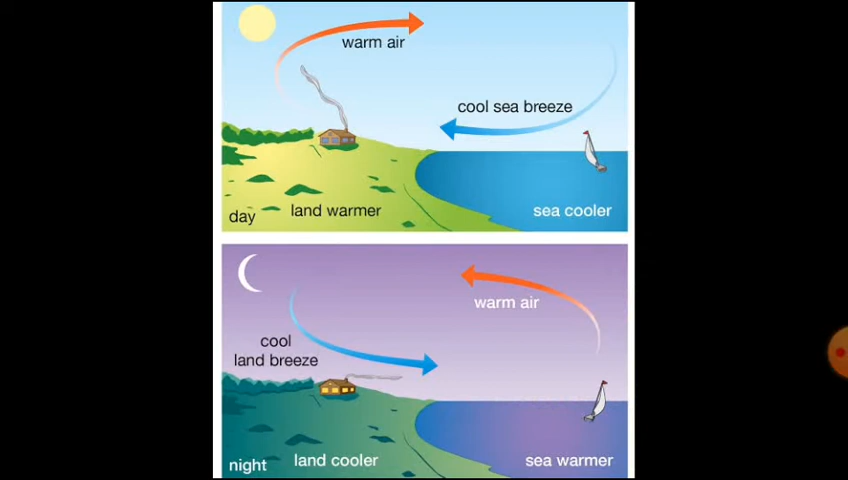 warm air
cool sea breeze
day
land warmer
sea cooler
warm air
cool
land breeze
night
land cooler
sea warmer